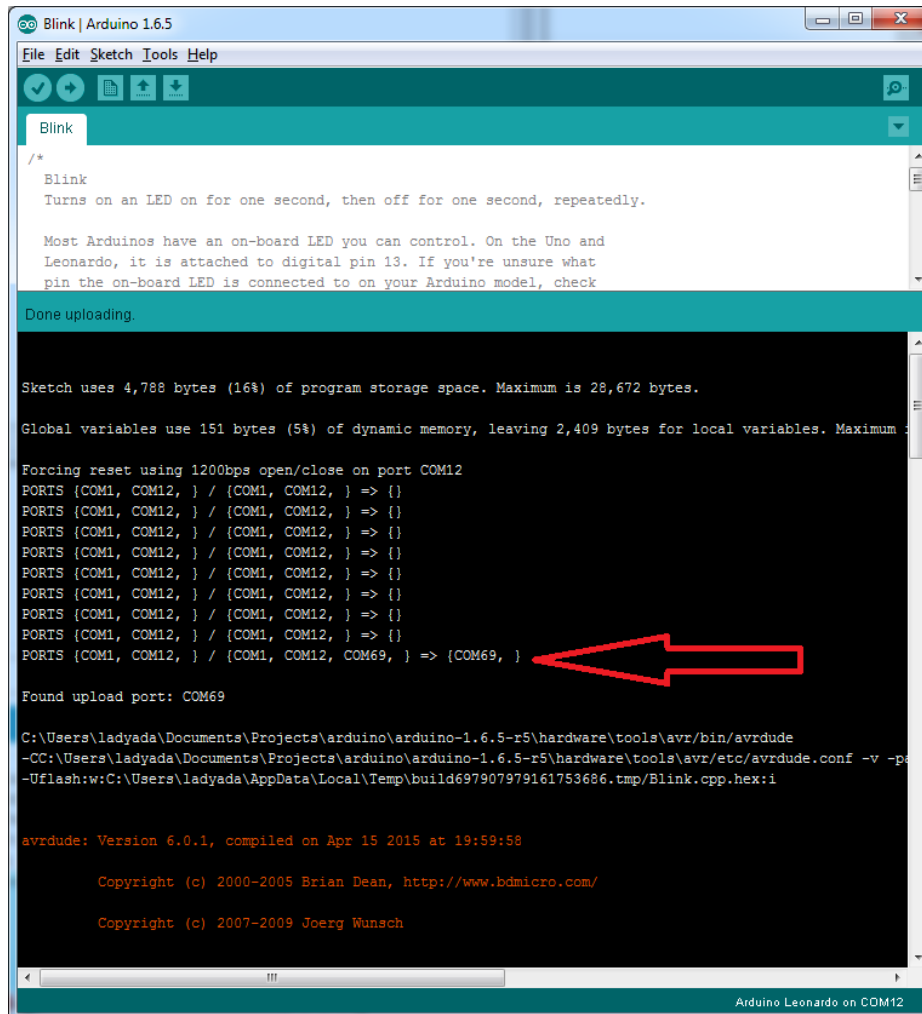 Blink | Arduino 1.6.5
File Edit Sketch Tools Help
Blink
/*
Blink
Turns on an LED on for one second, then off for one second, repeatedly.
Most Arduinos have an on-board LED you can control. On the Uno and
Leonardo, it is attached to digital pin 13. If you're unsure what
pin the on-board LED is connected to on your Arduino model, check
Done uploading.
Sketch uses 4,788 bytes (16%) of program storage space. Maximum is 28,672 bytes.
Global variables use 151 bytes (5%) of dynamic memory, leaving 2,409 bytes for local variables. Maximum
Forcing reset using 1200bps open/close on port COM12
PORTS {COM1, COM12, } / {COM1, COM12, } => {}
PORTS {COM1, COM12, } / {COM1, COM12, } => {}
PORTS {COM1, COM12, } / {COM1, COM12, } => {}
PORTS {COM1, COM12, } / {COM1, COM12, } => {}
PORTS {COM1, COM12, } / {COM1, COM12, } => {}
PORTS {COM1, COM12, } / {COM1, COM12, } => {}
PORTS {COM1, COM12, } / {COM1, COM12, } => {}
PORTS {COM1, COM12, } / {COM1, COM12, } => {}
PORTS {COM1, COM12, } / {COM1, COM12, COM69, } => {COM69, }
Found upload port: COM69
C:\Users\ladyada\Documents\Projects\arduino\arduino-1.6.5-r5\hardware\tools\avr/bin/avrdude
-CC:\Users\ladyada\Documents\Projects\arduino\arduino-1.6.5-r5\hardware\tools\avr/etc/avrdude.conf -v -pa
-Uflash:w:C:\Users\ladyada\AppData\Local\Temp\build697907979161753686.tmp/Blink.cpp.hex:i
avrdude: Version 6.0.1, compiled on Apr 15 2015 at 19:59:58
Copyright (c) 2000-2005 Brian Dean, http://www.bdmicro.com/
Copyright (c) 2007-2009 Joerg Wunsch
Arduino Leonardo on COM12